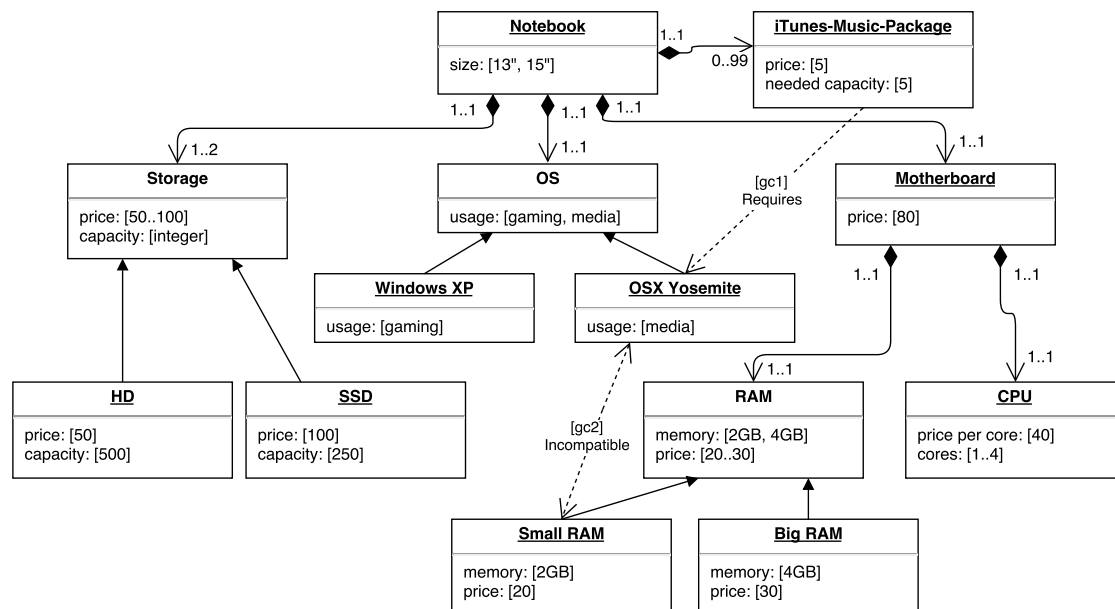 Notebook
size: [13", 15"]
1..1
0..99
iTunes-Music-Package
price: [5]
needed capacity: [5]
1..1
1..1
1..1
1..2
1..1
1..1
Storage
price: [50..100]
capacity: [integer]
OS
usage: [gaming, media]
[gc1]
Requires
Motherboard
price: [80]
Windows XP
usage: [gaming]
OSX Yosemite
usage: [media]
1..1
1..1
1..1
1..1
HD
price: [50]
capacity: [500]
SSD
price: [100]
capacity: [250]
[gc2]
Incompatible
RAM
memory: [2GB, 4GB]
price: [20..30]
CPU
price per core: [40]
cores: [1..4]
Small RAM
memory: [2GB]
price: [20]
Big RAM
memory: [4GB]
price: [30]